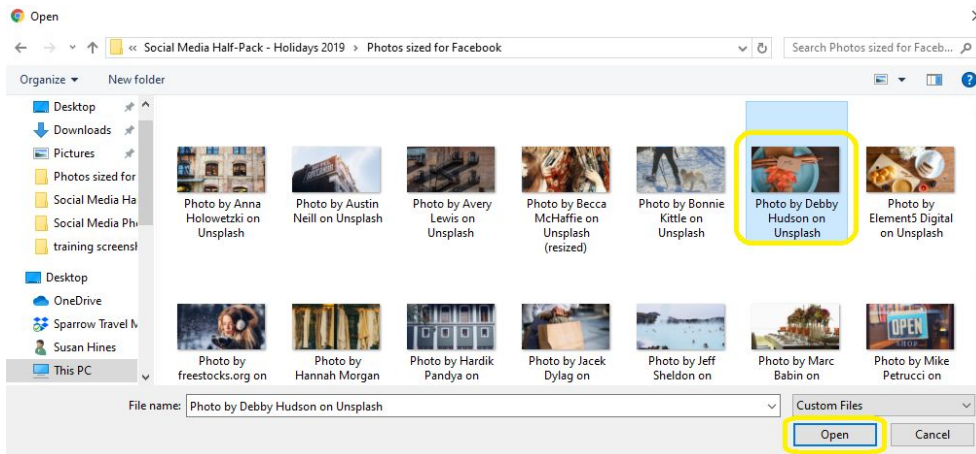 Open
« Social Media Half-Pack - Holidays 2019 › Photos sized for Facebook
Search Photos sized for Faceb...
Organize
New folder
Desktop
Downloads
Pictures
Photos sized for
Social Media Ha
Social Media Ph
training screensh
Desktop
OneDrive
Sparrow Travel M
Susan Hines
This PC
Photo by Anna
Holowetzki on
Unsplash
Photo by Austin
Neill on Unsplash
Photo by Avery
Lewis on
Unsplash
Photo by Becca
McHaffie on
Unsplash
(resized)
Photo by Bonnie
Kittle on
Unsplash
Photo by Debby
Hudson on
Unsplash
Photo by
Element5 Digital
on Unsplash
Photo by
freestocks.org on
Photo by
Hannah Morgan
Photo by Hardik
Pandya on
Photo by Jacek
Dylag on
Photo by Jeff
Sheldon on
Photo by Marc
Babin on
OPEN
Photo by Mike
Petrucci on
File name: Photo by Debby Hudson on Unsplash
Custom Files
Open
Cancel